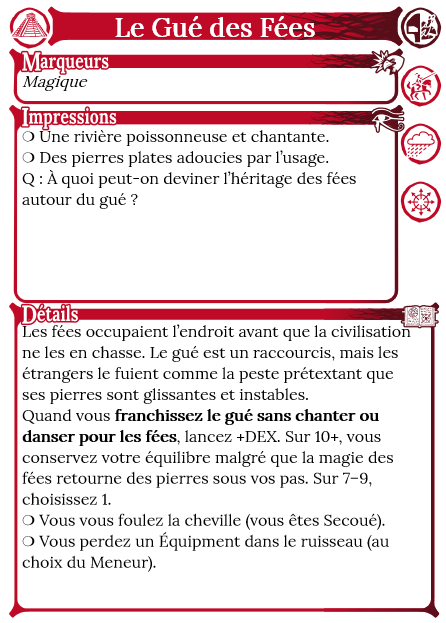 Le Gué des Fées
Marqueurs
Magique
Impressions
❍ Une rivière poissonneuse et chantante.
❍ Des pierres plates adoucies par l'usage.
Q : À quoi peut-on deviner l'héritage des fées
autour du gué ?
Détails
Les fées occupaient l'endroit avant que la civilisation
ne les en chasse. Le gué est un raccourcis, mais les
étrangers le fuient comme la peste prétextant que
ses pierres sont glissantes et instables.
Quand vous franchissez le gué sans chanter ou
danser pour les fées, lancez +DEX. Sur 10+, vous
conservez votre équilibre malgré que la magie des
fées retourne des pierres sous vos pas. Sur 7–9,
choisissez 1.
❍ Vous vous foulez la cheville (vous êtes Secoué).
❍ Vous perdez un Équipment dans le ruisseau (au
choix du Meneur).